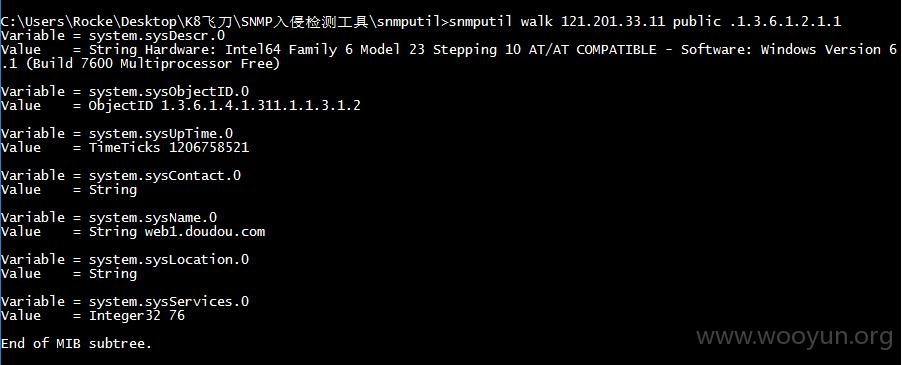 C:\Users\Rocke\Desktop\K8飞刀\SNMP入侵检测工具\snmputil>snmputil walk 121.201.33.11 public .1.3.6.1.2.1.1
Variable = system.sysDescr.0
Value    = String Hardware: Intel64 Family 6 Model 23 Stepping 10 AT/AT COMPATIBLE - Software: Windows Version 6
.1 (Build 7600 Multiprocessor Free)
Variable = system.sysObjectID.0
Value    = ObjectID 1.3.6.1.4.1.311.1.1.3.1.2
Variable = system.sysUpTime.0
Value    = TimeTicks 1206758521
Variable = system.sysContact.0
Value    = String
Variable = system.sysName.0
Value    = String web1.doudou.com
Variable = system.sysLocation.0
Value    = String
Variable = system.sysServices.0
Value    = Integer32 76
End of MIB subtree.
www.wooyun.org